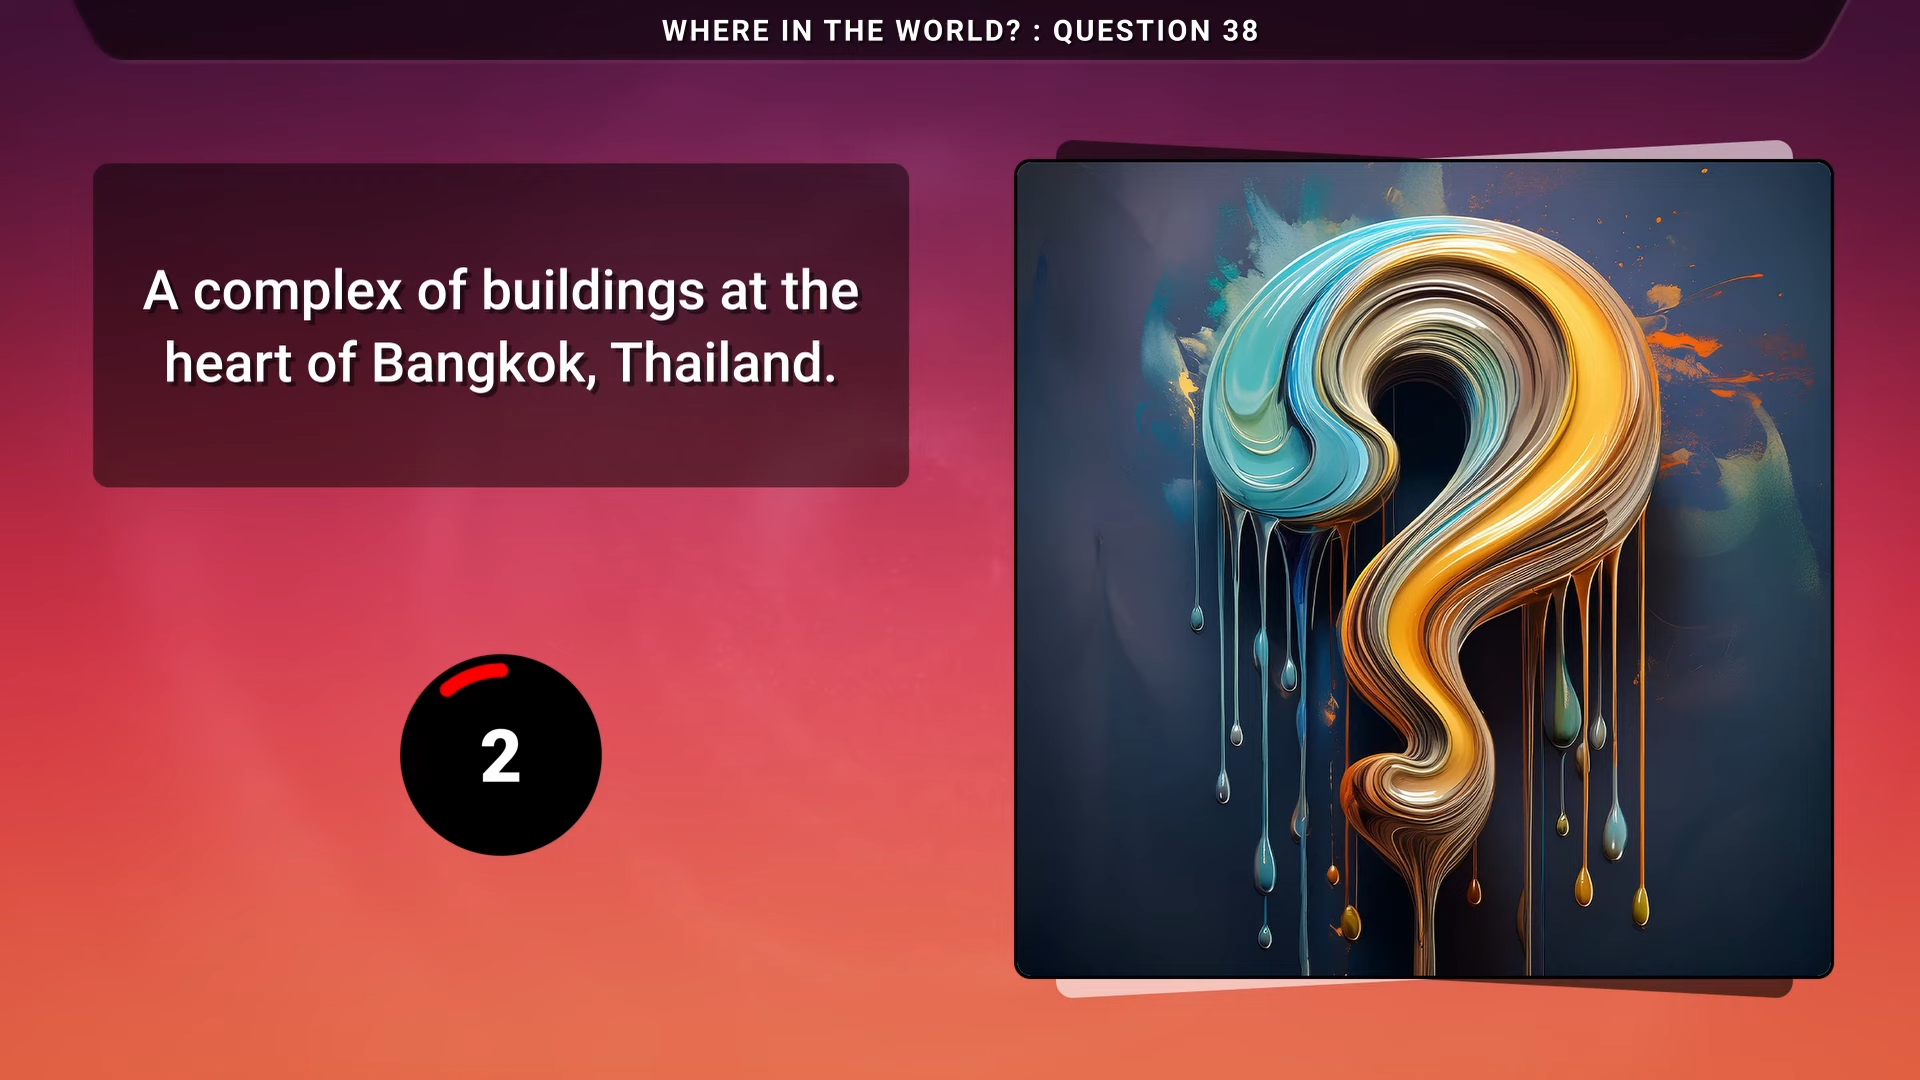 WHERE IN THE WORLD? : QUESTION 38
A complex of buildings at the
heart of Bangkok, Thailand.
2